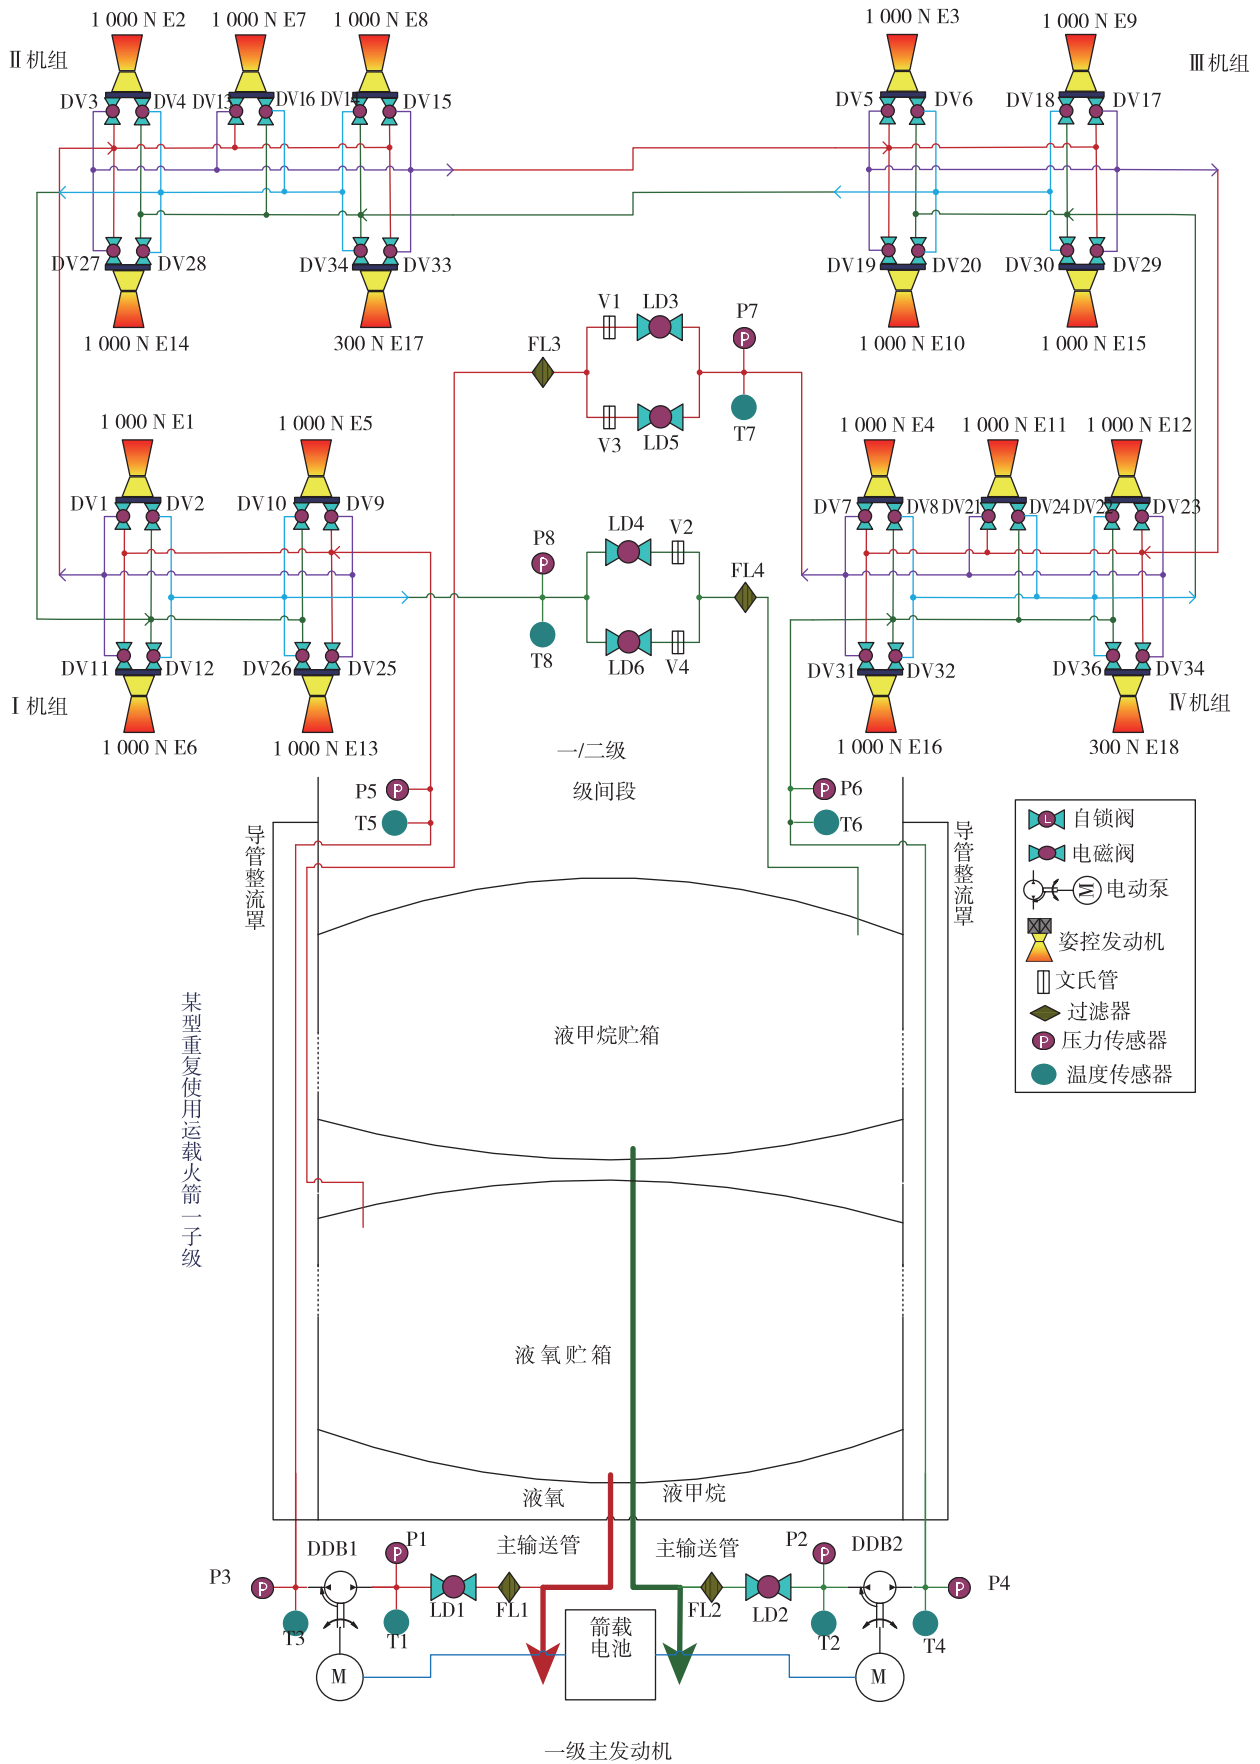 1 000 N E2
1 000 N E7
1 000 N E8
1 000 N E3
1 000 N E9
Ⅱ机组
Ⅲ机组
DV3
DV4
DV13
DV16
DV14
DV15
DV5
DV6
DV18
DV17
DV27
DV28
DV34
DV33
DV19
DV20
DV30
DV29
1 000 N E14
300 N E17
1 000 N E10
1 000 N E15
V1
LD3
P7
FL3
V3
LD5
T7
1 000 N E1
1 000 N E5
1 000 N E4
1 000 N E11
1 000 N E12
DV1
DV2
DV10
DV9
DV7
DV8
DV21
DV24
DV22
DV23
P8
LD4
V2
FL4
T8
LD6
V4
DV11
DV12
DV26
DV25
DV31
DV32
DV36
DV34
Ⅰ机组
Ⅳ机组
1 000 N E6
1 000 N E13
1 000 N E16
300 N E18
一/二级
级间段
P5
P
T5
P
P6
T6
导管整流罩
导管整流罩
L
自锁阀
电磁阀
M
电动泵
姿控发动机
文氏管
过滤器
P
压力传感器
温度传感器
某型重复使用运载火箭一子级
液甲烷贮箱
液氧贮箱
液氧
液甲烷
主输送管
主输送管
P3
P
DDB1
P1
P
LD1
FL1
T3
T1
M
P2
P
DDB2
P4
P
FL2
LD2
T2
T4
M
箭载
电池
一级主发动机